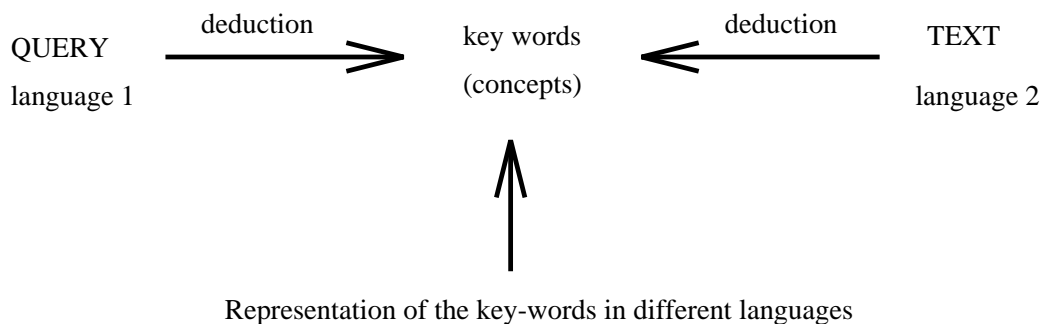 deduction
deduction
QUERY
key words
TEXT
language 1
(concepts)
language 2
Representation of the key-words in different languages